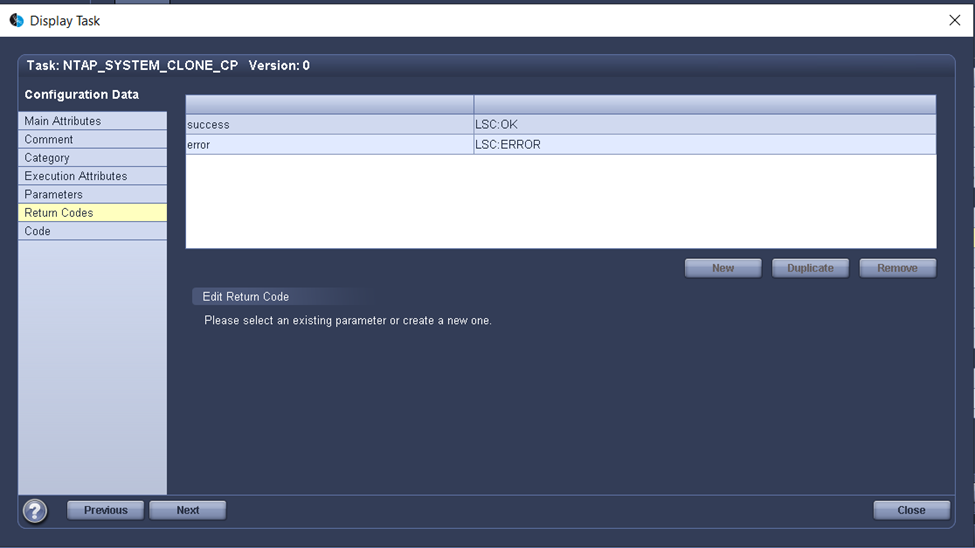 Display Task
Task: NTAP_SYSTEM_CLONE_CP Version: 0
Configuration Data
Main Attributes
Comment
Category
Execution Attributes
Parameters
Return Codes
Code
success LSC:OK
error LSC:ERROR
New Duplicate Remove
Edit Return Code
Please select an existing parameter or create a new one.
? Previous Next Close